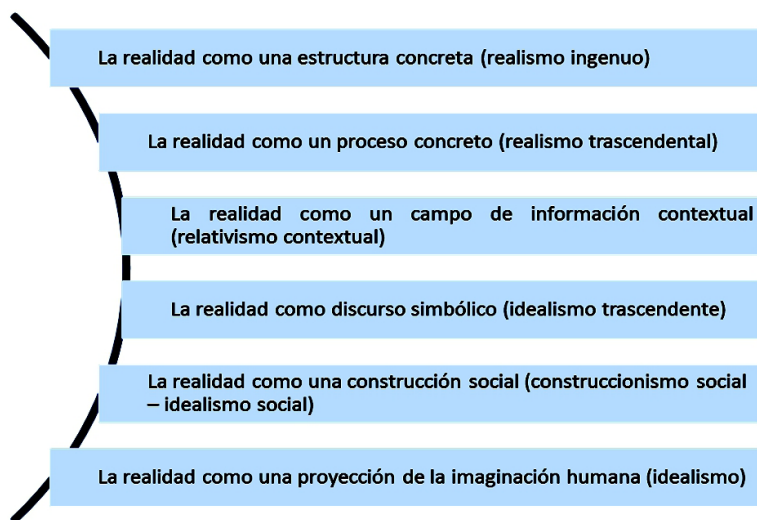 La realidad como una estructura concreta (realismo ingenuo)
La realidad como un proceso concreto (realismo trascendental)
La realidad como un campo de información contextual
(relativismo contextual)
La realidad como discurso simbólico (idealismo trascendente)
La realidad como una construcción social (construccionismo social
– idealismo social)
La realidad como una proyección de la imaginación humana (idealismo)